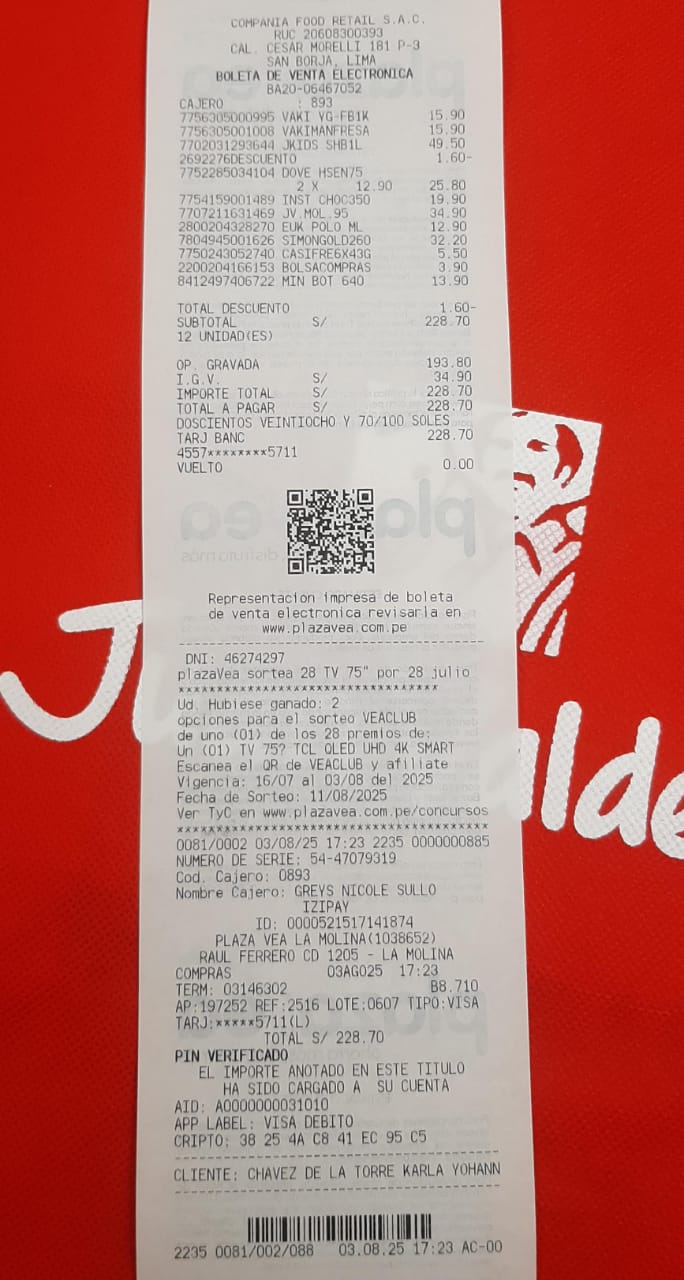 COMPANIA FOOD RETAIL S.A.C.
RUC 20608300393
CAL. CESAR MORELLI 181 P-3
SAN BORJA, LIMA
BOLETA DE VENTA ELECTRONICA
BA20-06467052
CAJERO : 893
7756305000995 VAKI YG-FB1K 15.90
7756305001008 VAKIMANFRESA 15.90
7702031293644 JKIDS SHB1L 49.50
2692276DESCUENTO 1.60-
7752285034104 DOVE HSEN75
2 X 12.90 25.80
7754159001489 INST CHOC350 19.90
7707211631469 JV.MOL.95 34.90
2800204328270 EUK POLO ML 12.90
7804945001626 SIMONGOLD260 32.20
7750243052740 CASIFRE6X43G 5.50
2200204166153 BOLSACOMPRAS 3.90
8412497406722 MIN BOT 640 13.90
TOTAL DESCUENTO 1.60-
SUBTOTAL S/ 228.70
12 UNIDAD(ES)
OP. GRAVADA 193.80
I.G.V. S/ 34.90
IMPORTE TOTAL S/ 228.70
TOTAL A PAGAR S/ 228.70
DOSCIENTOS VEINTIOCHO Y 70/100 SOLES
TARJ BANC 228.70
4557********5711
VUELTO 0.00
Representacion impresa de boleta
de venta electronica revisarla en
www.plazavea.com.pe
DNI: 46274297
plazaVea sortea 28 TV 75" por 28 julio
*********************************
Ud. Hubiese ganado: 2
opciones para el sorteo VEACLUB
de uno (01) de los 28 premios de:
Un (01) TV 75? TCL QLED UHD 4K SMART
Escanea el QR de VEACLUB y afiliate
Vigencia: 16/07 al 03/08 del 2025
Fecha de Sorteo: 11/08/2025
Ver TyC en www.plazavea.com.pe/concursos
***************************************
0081/0002 03/08/25 17:23 2235 0000000885
NUMERO DE SERIE: 54-47079319
Cod. Cajero: 0893
Nombre Cajero: GREYS NICOLE SULLO
IZIPAY
ID: 0000521517141874
PLAZA VEA LA MOLINA(1038652)
RAUL FERRERO CD 1205 - LA MOLINA
COMPRAS 03AGO25 17:23
TERM: 03146302 B8.710
AP:197252 REF:2516 LOTE:0607 TIPO:VISA
TARJ:*****5711(L)
TOTAL S/ 228.70
PIN VERIFICADO
EL IMPORTE ANOTADO EN ESTE TITULO
HA SIDO CARGADO A SU CUENTA
AID: A0000000031010
APP LABEL: VISA DEBITO
CRIPTO: 38 25 4A C8 41 EC 95 C5
CLIENTE: CHAVEZ DE LA TORRE KARLA YOHANN
2235 0081/002/088 03.08.25 17:23 AC-00